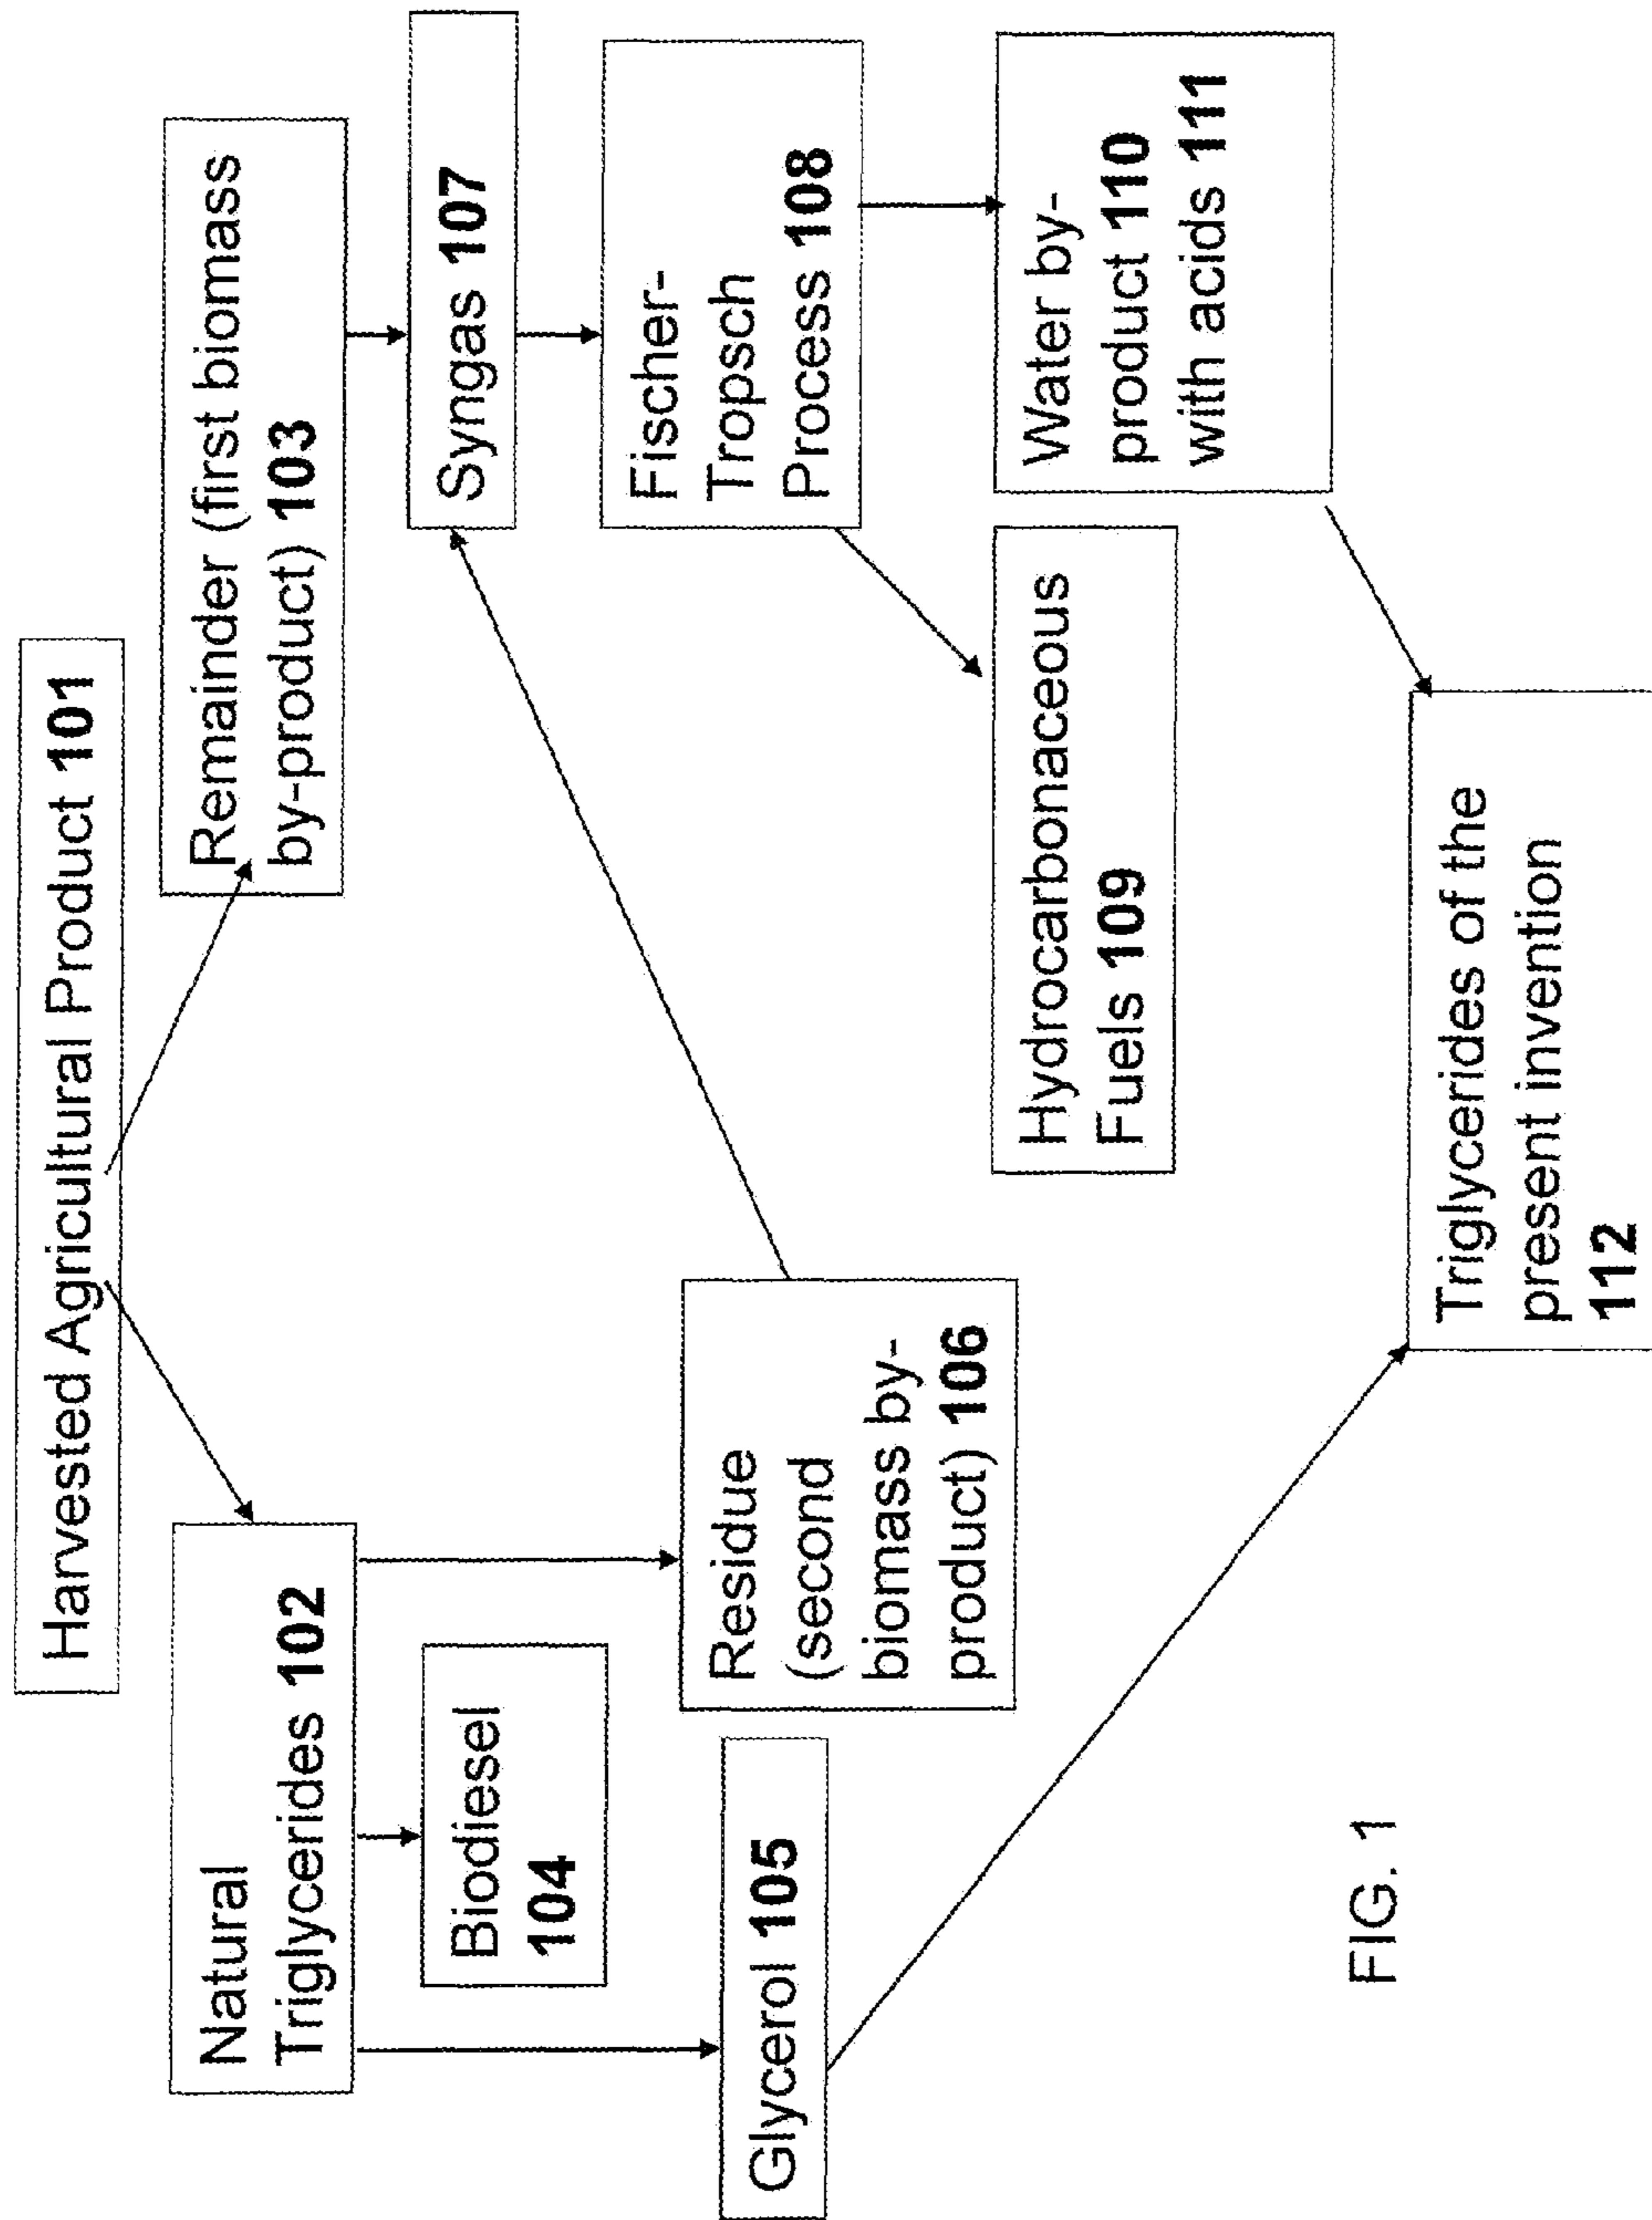 Harvested Agricultural Product 101
Natural
Triglycerides 102
Remainder (first biomass
by-product) 103
Biodiesel
104
Syngas 107
Glycerol 105
Residue
(second
biomass by-
product) 106
Fischer-
Tropsch
Process 108
Hydrocarbonaceous
Fuels 109
Water by-
product 110
with acids 111
Triglycerides of the
present invention
112
FIG. 1